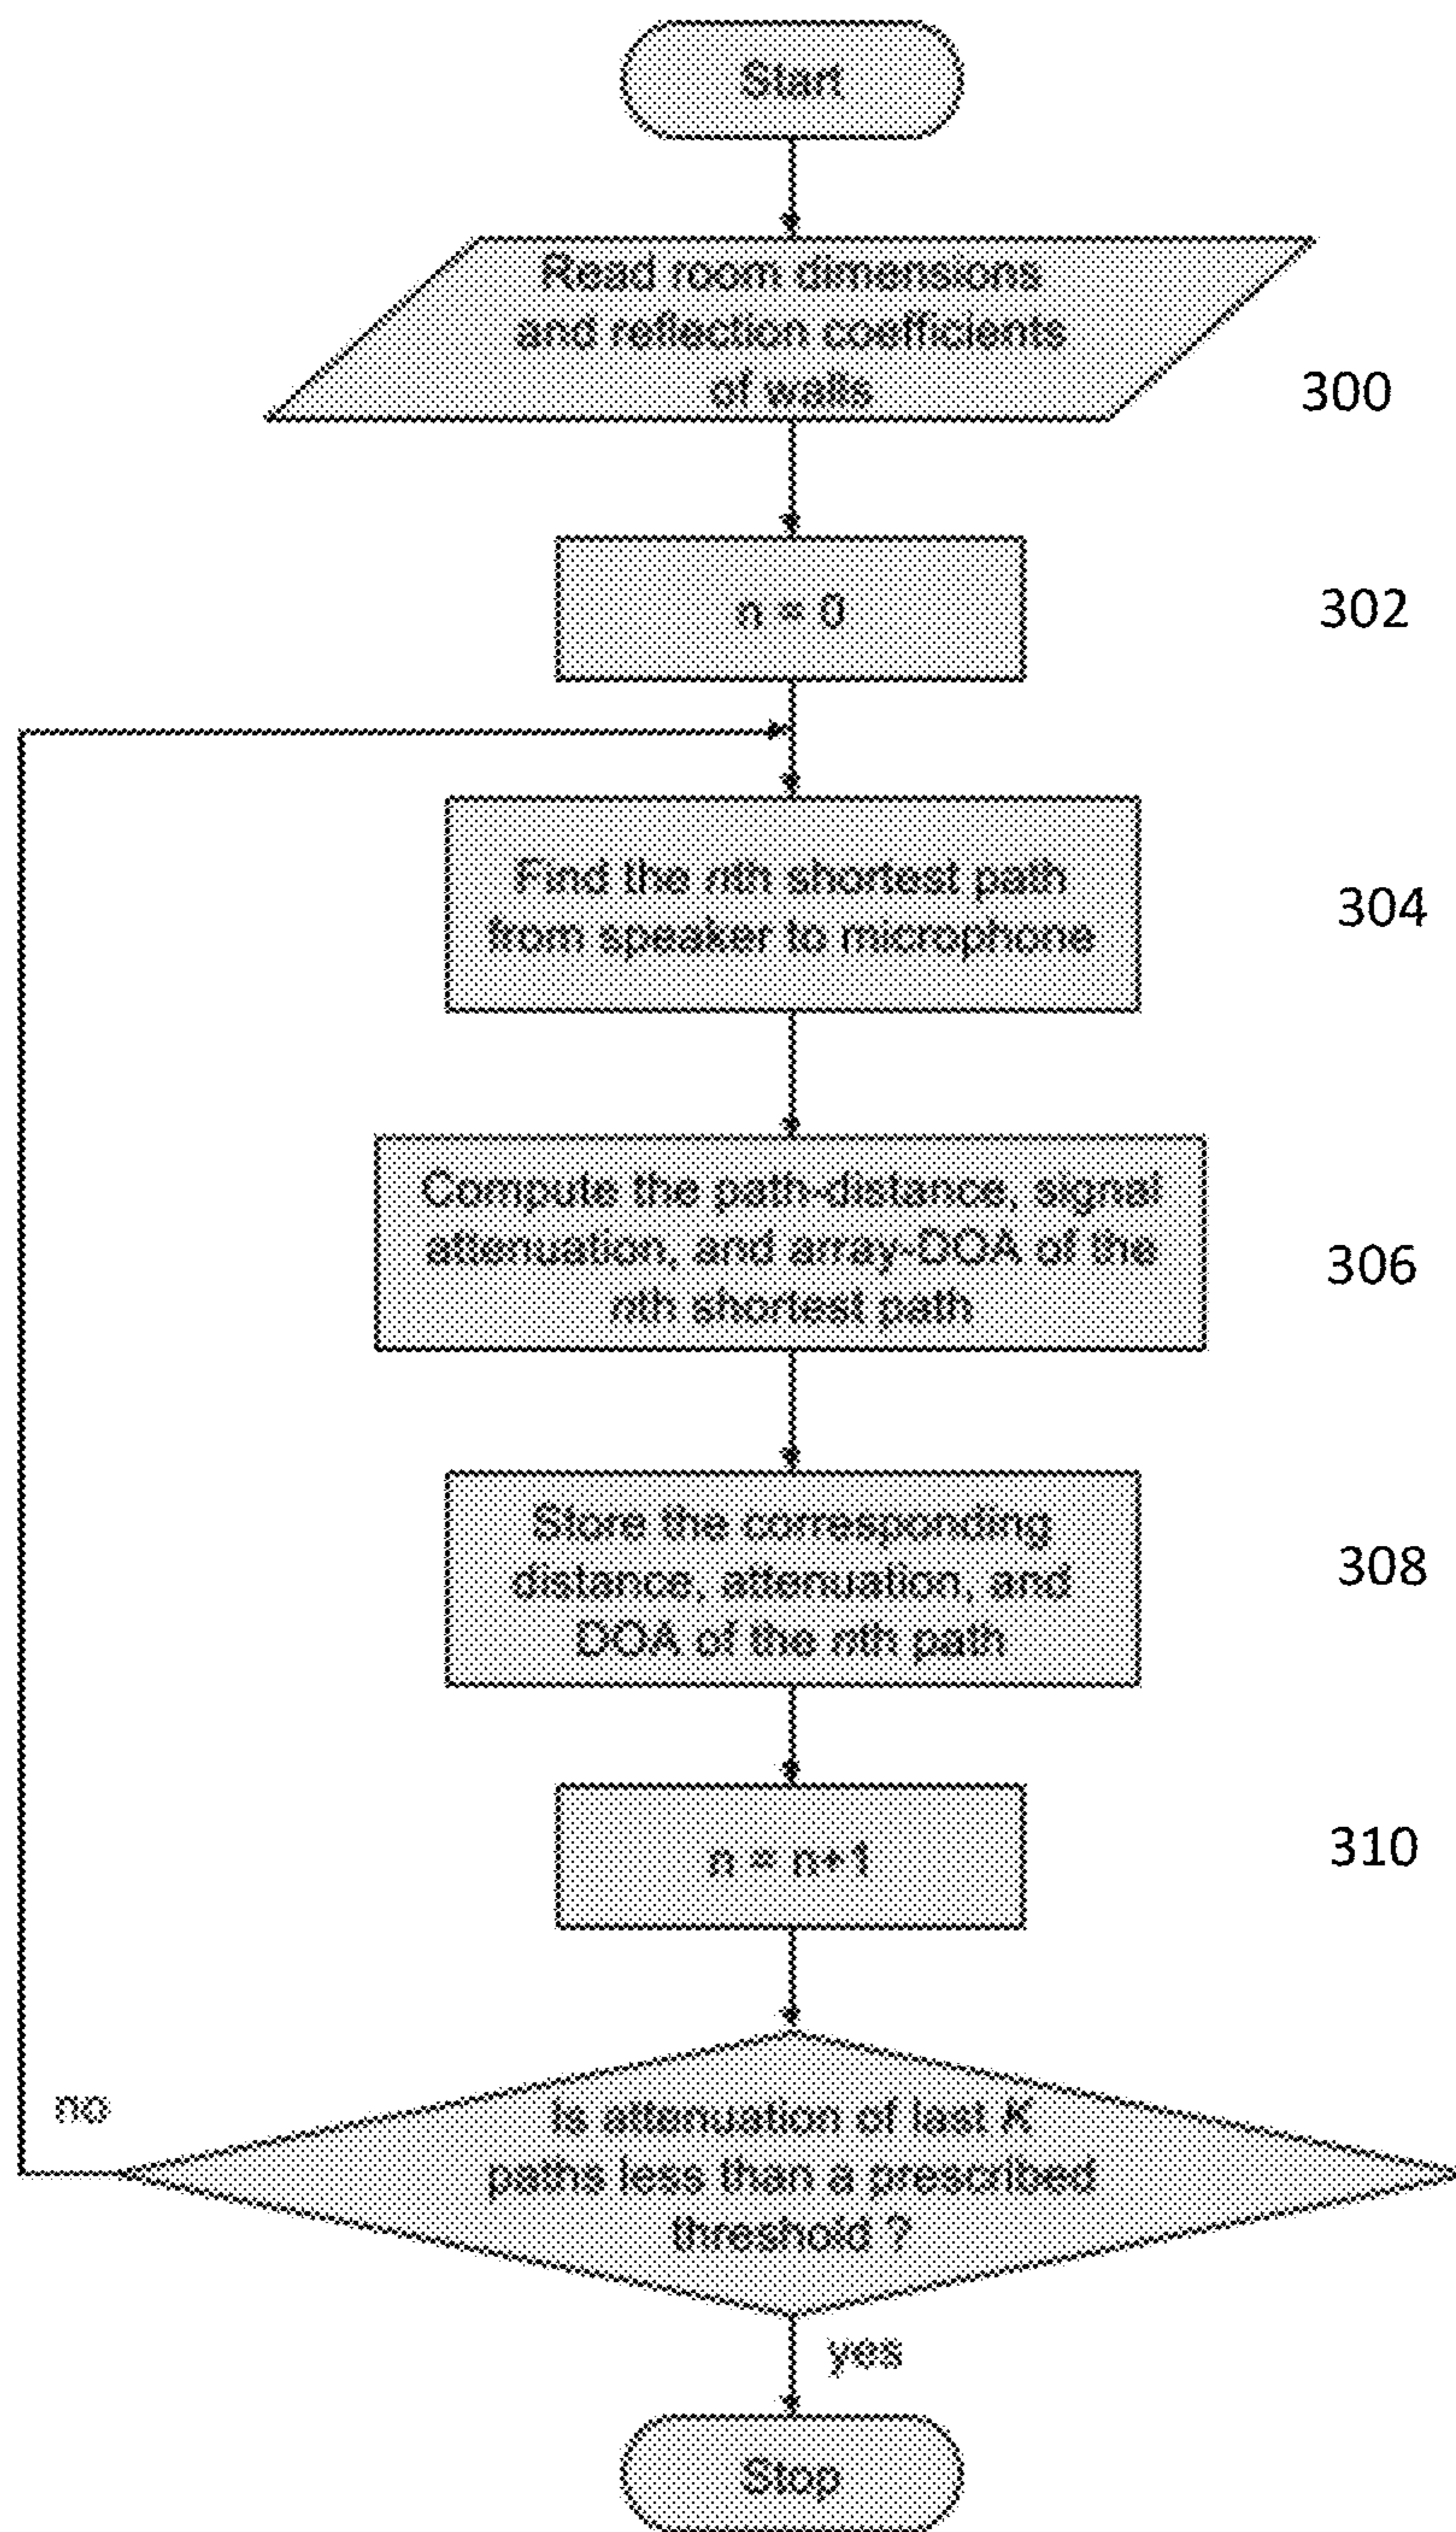 Start
Read room dimensions
and reflection coefficients
of walls
300
n = 0
302
Find the nth shortest path
from speaker to microphone
304
Compute the path-distance, signal
attenuation, and array-DOA of the
nth shortest path
306
Store the corresponding
distance, attenuation, and
DOA of the nth path
308
n = n+1
310
no
Is attenuation of last K
paths less than a prescribed
threshold ?
yes
Stop